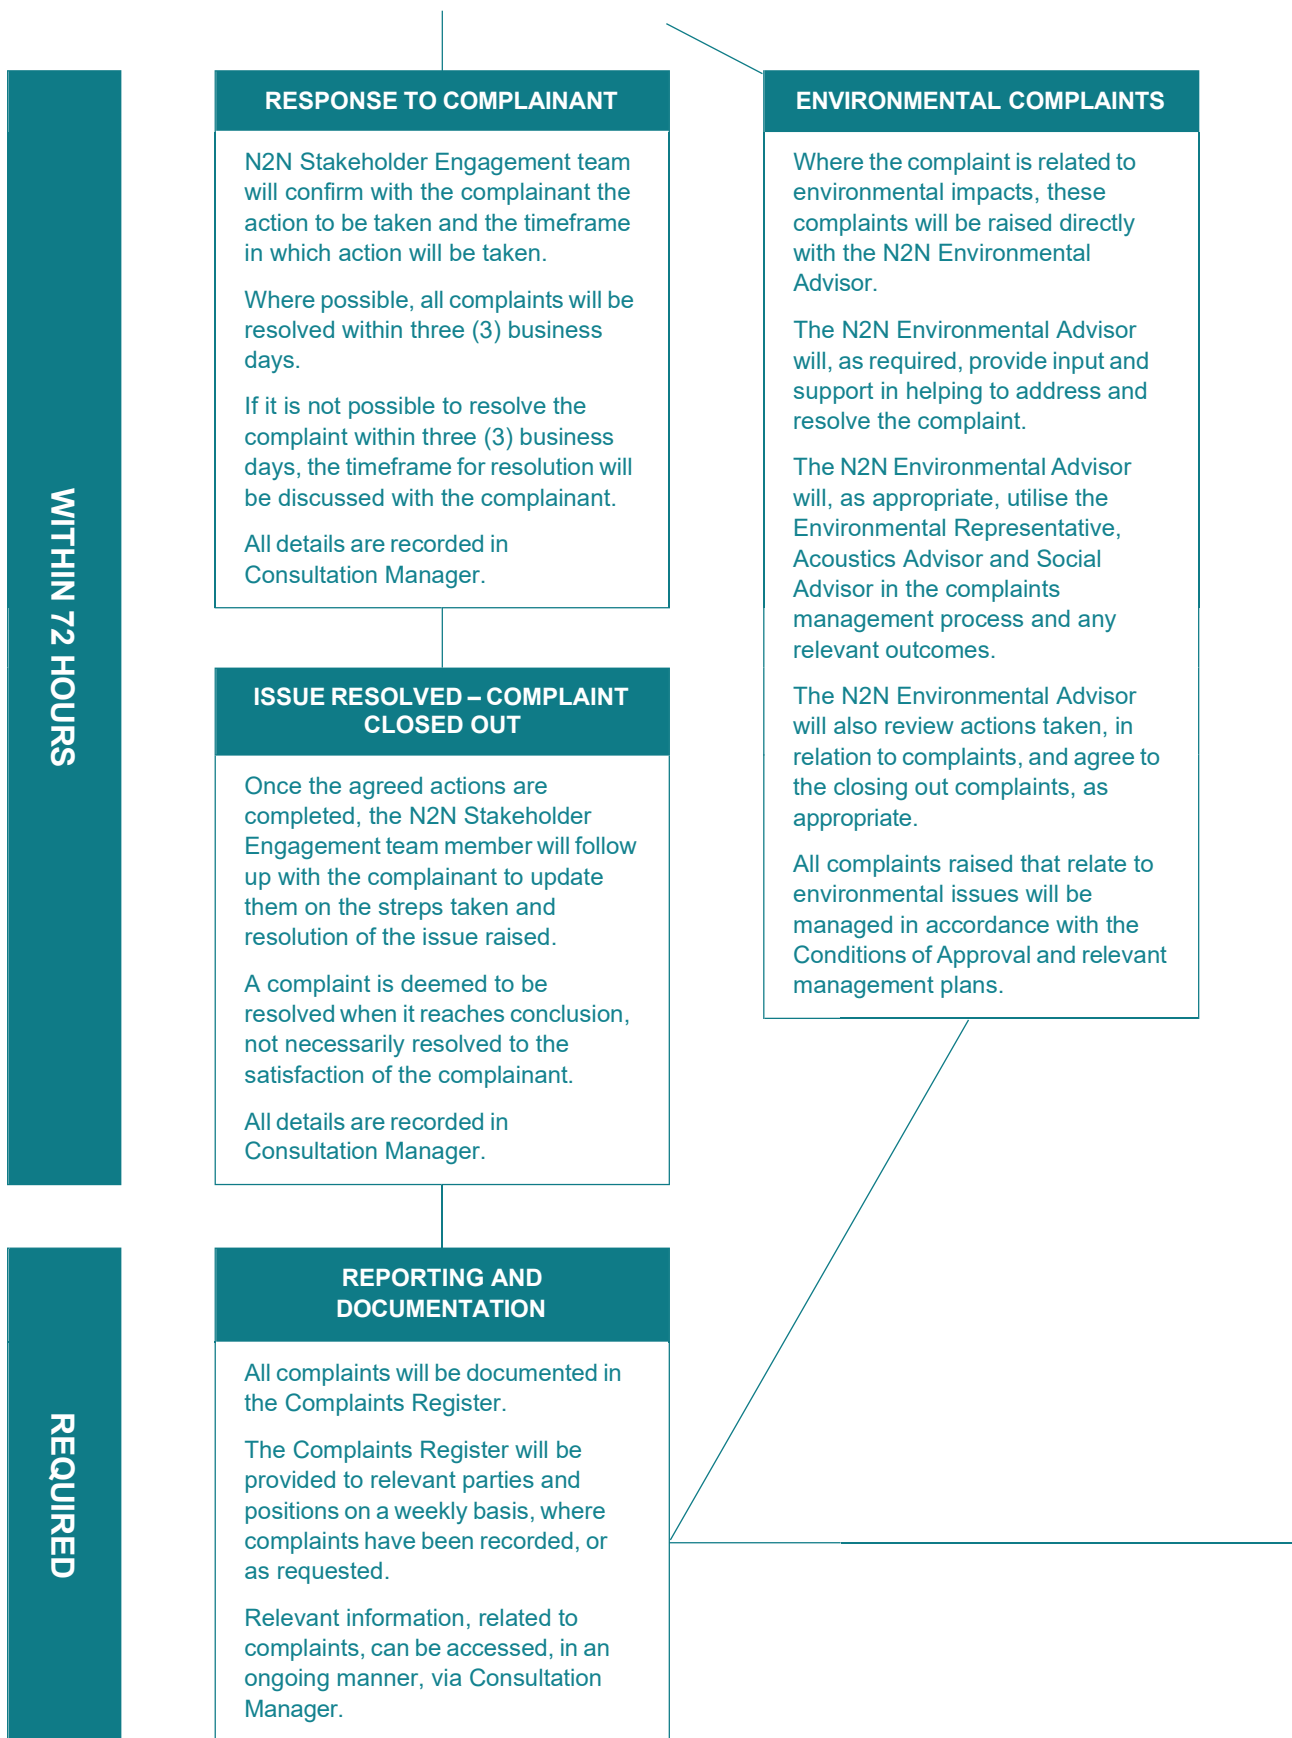 WITHIN 72 HOURS
RESPONSE TO COMPLAINANT
N2N Stakeholder Engagement team
will confirm with the complainant the
action to be taken and the timeframe
in which action will be taken.
Where possible, all complaints will be
resolved within three (3) business
days.
If it is not possible to resolve the
complaint within three (3) business
days, the timeframe for resolution will
be discussed with the complainant.
All details are recorded in
Consultation Manager.
ISSUE RESOLVED – COMPLAINT
CLOSED OUT
Once the agreed actions are
completed, the N2N Stakeholder
Engagement team member will follow
up with the complainant to update
them on the streps taken and
resolution of the issue raised.
A complaint is deemed to be
resolved when it reaches conclusion,
not necessarily resolved to the
satisfaction of the complainant.
All details are recorded in
Consultation Manager.
ENVIRONMENTAL COMPLAINTS
Where the complaint is related to
environmental impacts, these
complaints will be raised directly
with the N2N Environmental
Advisor.
The N2N Environmental Advisor
will, as required, provide input and
support in helping to address and
resolve the complaint.
The N2N Environmental Advisor
will, as appropriate, utilise the
Environmental Representative,
Acoustics Advisor and Social
Advisor in the complaints
management process and any
relevant outcomes.
The N2N Environmental Advisor
will also review actions taken, in
relation to complaints, and agree to
the closing out complaints, as
appropriate.
All complaints raised that relate to
environmental issues will be
managed in accordance with the
Conditions of Approval and relevant
management plans.
REQUIRED
REPORTING AND
DOCUMENTATION
All complaints will be documented in
the Complaints Register.
The Complaints Register will be
provided to relevant parties and
positions on a weekly basis, where
complaints have been recorded, or
as requested.
Relevant information, related to
complaints, can be accessed, in an
ongoing manner, via Consultation
Manager.